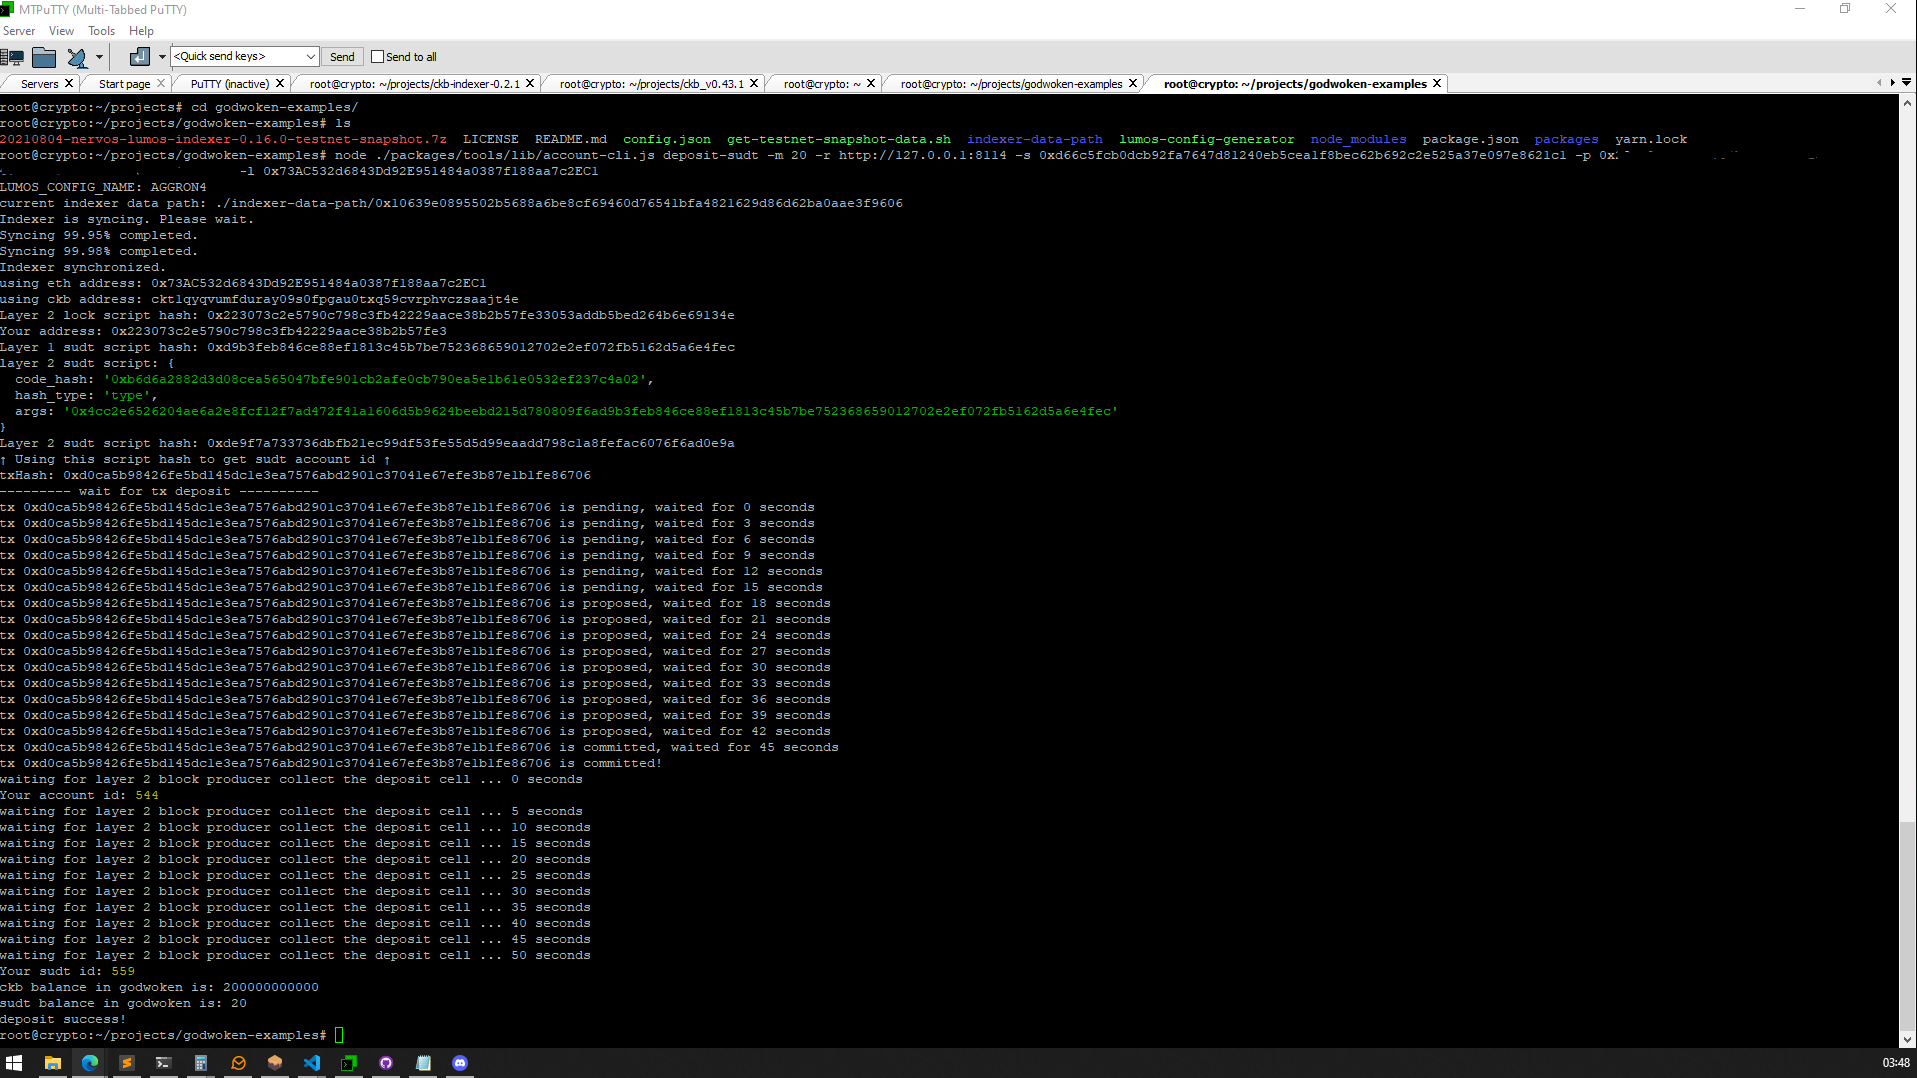 MTPuTTY (Multi-Tabbed PuTTY)
Server View Tools Help
<Quick send keys> Send Send to all
Servers Start page PuTTY (inactive) root@crypto: ~/projects/ckb-indexer-0.2.1 root@crypto: ~/projects/ckb_v0.43.1 root@crypto: ~ root@crypto: ~/projects/godwoken-examples root@crypto: ~/projects/godwoken-examples
root@crypto:~/projects# cd godwoken-examples/
root@crypto:~/projects/godwoken-examples# ls
20210804-nervos-lumos-indexer-0.16.0-testnet-snapshot.7z LICENSE README.md config.json get-testnet-snapshot-data.sh indexer-data-path lumos-config-generator node_modules package.json packages yarn.lock
root@crypto:~/projects/godwoken-examples# node ./packages/tools/lib/account-cli.js deposit-sudt -m 20 -r http://127.0.0.1:8114 -s 0xd66c5fcb0dcb92fa7647d81240eb5cea1f8bec62b692c2e525a37e097e8621c1 -p 0x
-l 0x73AC532d6843Dd92E951484a0387f188aa7c2EC1
LUMOS_CONFIG_NAME: AGGRON4
current indexer data path: ./indexer-data-path/0x10639e0895502b5688a6be8cf69460d76541bfa4821629d86d62ba0aae3f9606
Indexer is syncing. Please wait.
Syncing 99.95% completed.
Syncing 99.98% completed.
Indexer synchronized.
using eth address: 0x73AC532d6843Dd92E951484a0387f188aa7c2EC1
using ckb address: ckt1qyqvumfduray09s0fpgau0txq59cvrphvczsaajt4e
Layer 2 lock script hash: 0x223073c2e5790c798c3fb42229aace38b2b57fe33053addb5bed264b6e69134e
Your address: 0x223073c2e5790c798c3fb42229aace38b2b57fe3
Layer 1 sudt script hash: 0xd9b3feb846ce88ef1813c45b7be752368659012702e2ef072fb5162d5a6e4fec
layer 2 sudt script: {
code_hash: '0xb6d6a2882d3d08cea565047bfe901cb2afe0cb790ea5e1b61e0532ef237c4a02',
hash_type: 'type',
args: '0x4cc2e6526204ae6a2e8fcf12f7ad472f41a1606d5b9624beebd215d780809f6ad9b3feb846ce88ef1813c45b7be752368659012702e2ef072fb5162d5a6e4fec'
}
Layer 2 sudt script hash: 0xde9f7a733736dbfb21ec99df53fe55d5d99eaadd798c1a8fefac6076f6ad0e9a
↑ Using this script hash to get sudt account id ↑
txHash: 0xd0ca5b98426fe5bd145dc1e3ea7576abd2901c37041e67efe3b87e1b1fe86706
--------- wait for tx deposit ----------
tx 0xd0ca5b98426fe5bd145dc1e3ea7576abd2901c37041e67efe3b87e1b1fe86706 is pending, waited for 0 seconds
tx 0xd0ca5b98426fe5bd145dc1e3ea7576abd2901c37041e67efe3b87e1b1fe86706 is pending, waited for 3 seconds
tx 0xd0ca5b98426fe5bd145dc1e3ea7576abd2901c37041e67efe3b87e1b1fe86706 is pending, waited for 6 seconds
tx 0xd0ca5b98426fe5bd145dc1e3ea7576abd2901c37041e67efe3b87e1b1fe86706 is pending, waited for 9 seconds
tx 0xd0ca5b98426fe5bd145dc1e3ea7576abd2901c37041e67efe3b87e1b1fe86706 is pending, waited for 12 seconds
tx 0xd0ca5b98426fe5bd145dc1e3ea7576abd2901c37041e67efe3b87e1b1fe86706 is pending, waited for 15 seconds
tx 0xd0ca5b98426fe5bd145dc1e3ea7576abd2901c37041e67efe3b87e1b1fe86706 is proposed, waited for 18 seconds
tx 0xd0ca5b98426fe5bd145dc1e3ea7576abd2901c37041e67efe3b87e1b1fe86706 is proposed, waited for 21 seconds
tx 0xd0ca5b98426fe5bd145dc1e3ea7576abd2901c37041e67efe3b87e1b1fe86706 is proposed, waited for 24 seconds
tx 0xd0ca5b98426fe5bd145dc1e3ea7576abd2901c37041e67efe3b87e1b1fe86706 is proposed, waited for 27 seconds
tx 0xd0ca5b98426fe5bd145dc1e3ea7576abd2901c37041e67efe3b87e1b1fe86706 is proposed, waited for 30 seconds
tx 0xd0ca5b98426fe5bd145dc1e3ea7576abd2901c37041e67efe3b87e1b1fe86706 is proposed, waited for 33 seconds
tx 0xd0ca5b98426fe5bd145dc1e3ea7576abd2901c37041e67efe3b87e1b1fe86706 is proposed, waited for 36 seconds
tx 0xd0ca5b98426fe5bd145dc1e3ea7576abd2901c37041e67efe3b87e1b1fe86706 is proposed, waited for 39 seconds
tx 0xd0ca5b98426fe5bd145dc1e3ea7576abd2901c37041e67efe3b87e1b1fe86706 is proposed, waited for 42 seconds
tx 0xd0ca5b98426fe5bd145dc1e3ea7576abd2901c37041e67efe3b87e1b1fe86706 is committed, waited for 45 seconds
tx 0xd0ca5b98426fe5bd145dc1e3ea7576abd2901c37041e67efe3b87e1b1fe86706 is committed!
waiting for layer 2 block producer collect the deposit cell ... 0 seconds
Your account id: 544
waiting for layer 2 block producer collect the deposit cell ... 5 seconds
waiting for layer 2 block producer collect the deposit cell ... 10 seconds
waiting for layer 2 block producer collect the deposit cell ... 15 seconds
waiting for layer 2 block producer collect the deposit cell ... 20 seconds
waiting for layer 2 block producer collect the deposit cell ... 25 seconds
waiting for layer 2 block producer collect the deposit cell ... 30 seconds
waiting for layer 2 block producer collect the deposit cell ... 35 seconds
waiting for layer 2 block producer collect the deposit cell ... 40 seconds
waiting for layer 2 block producer collect the deposit cell ... 45 seconds
waiting for layer 2 block producer collect the deposit cell ... 50 seconds
Your sudt id: 559
ckb balance in godwoken is: 200000000000
sudt balance in godwoken is: 20
deposit success!
root@crypto:~/projects/godwoken-examples#
03:48